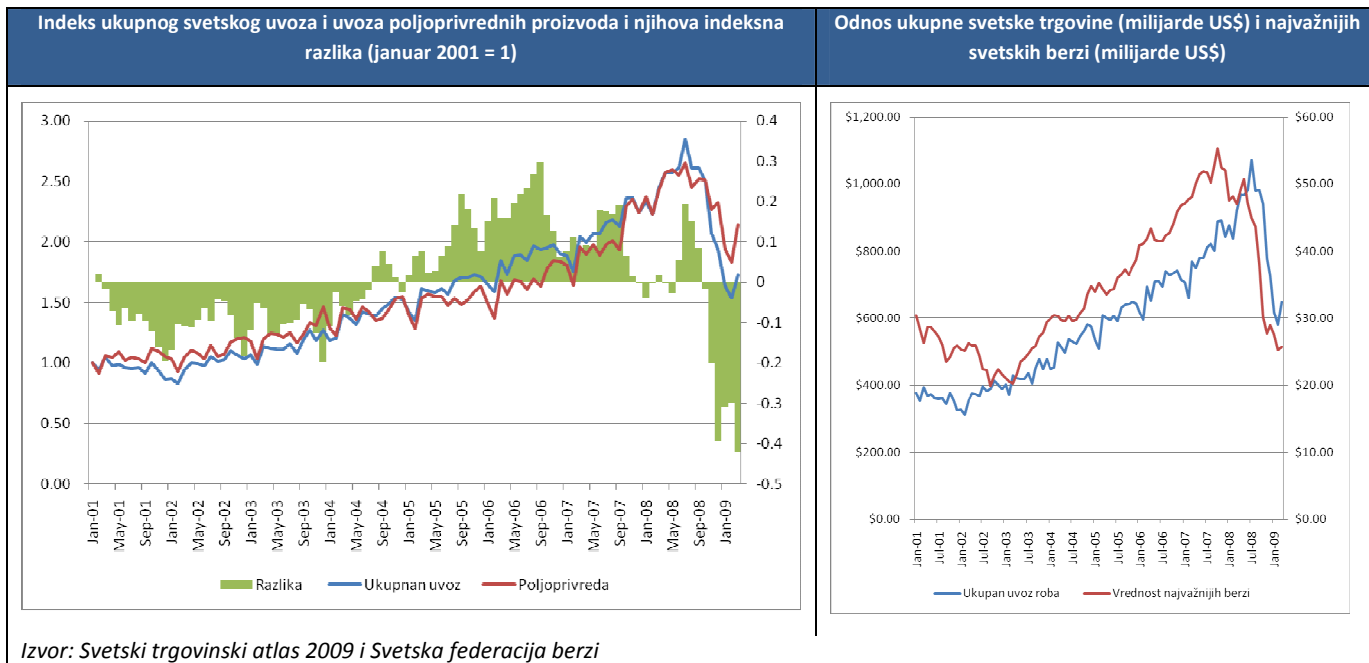 Indeks ukupnog svetskog uvoza i uvoza poljoprivrednih proizvoda i njihova indeksna
razlika (januar 2001 = 1)
Odnos ukupne svetske trgovine (milijarde US$) i najvažnijih
svetskih berzi (milijarde US$)
3.00
2.50
2.00
1.50
1.00
0.50
0.00
0.4
0.3
0.2
0.1
0
-0.1
-0.2
-0.3
-0.4
-0.5
Jan-01
May-01
Sep-01
Jan-02
May-02
Sep-02
Jan-03
May-03
Sep-03
Jan-04
May-04
Sep-04
Jan-05
May-05
Sep-05
Jan-06
May-06
Sep-06
Jan-07
May-07
Sep-07
Jan-08
May-08
Sep-08
Jan-09
Razlika
Ukupnan uvoz
Poljoprivreda
$1,200.00
$1,000.00
$800.00
$600.00
$400.00
$200.00
$0.00
$60.00
$50.00
$40.00
$30.00
$20.00
$10.00
$0.00
Jan-01
Jul-01
Jan-02
Jul-02
Jan-03
Jul-03
Jan-04
Jul-04
Jan-05
Jul-05
Jan-06
Jul-06
Jan-07
Jul-07
Jan-08
Jul-08
Jan-09
Ukupan uvoz roba
Vrednost najvažnijih berzi
Izvor: Svetski trgovinski atlas 2009 i Svetska federacija berzi